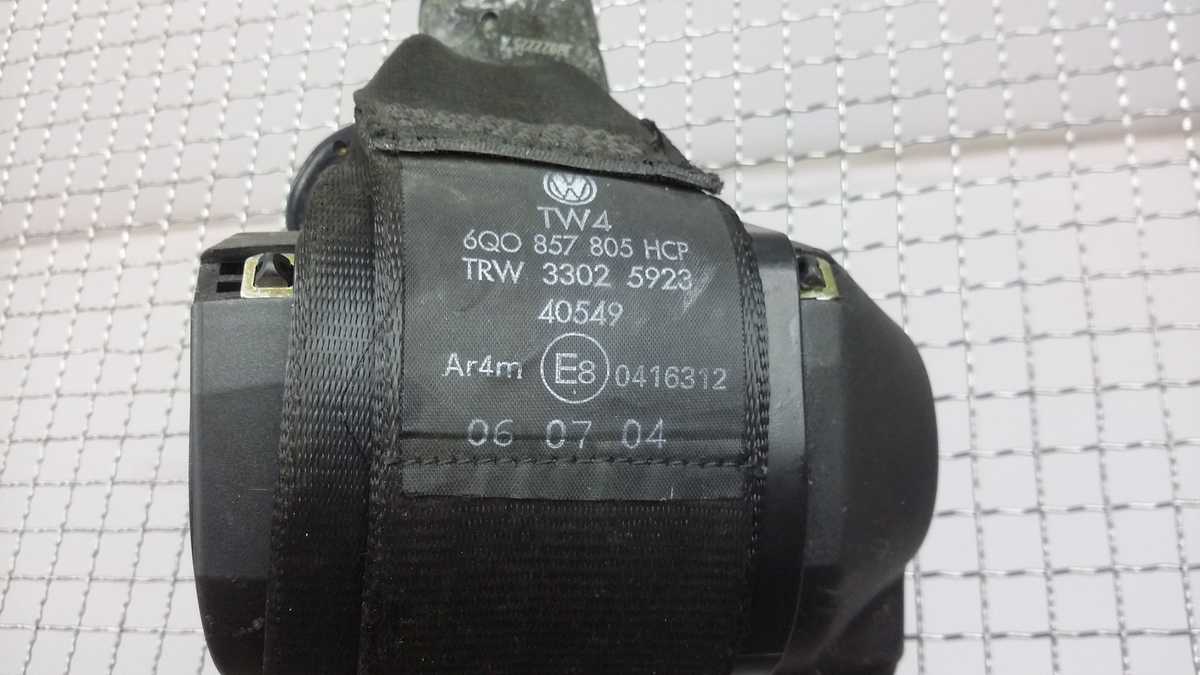 TW4
6Q0 857 805 HCP
TRW 3302 5923
40549
Ar4m E8 0416312
06 07 04